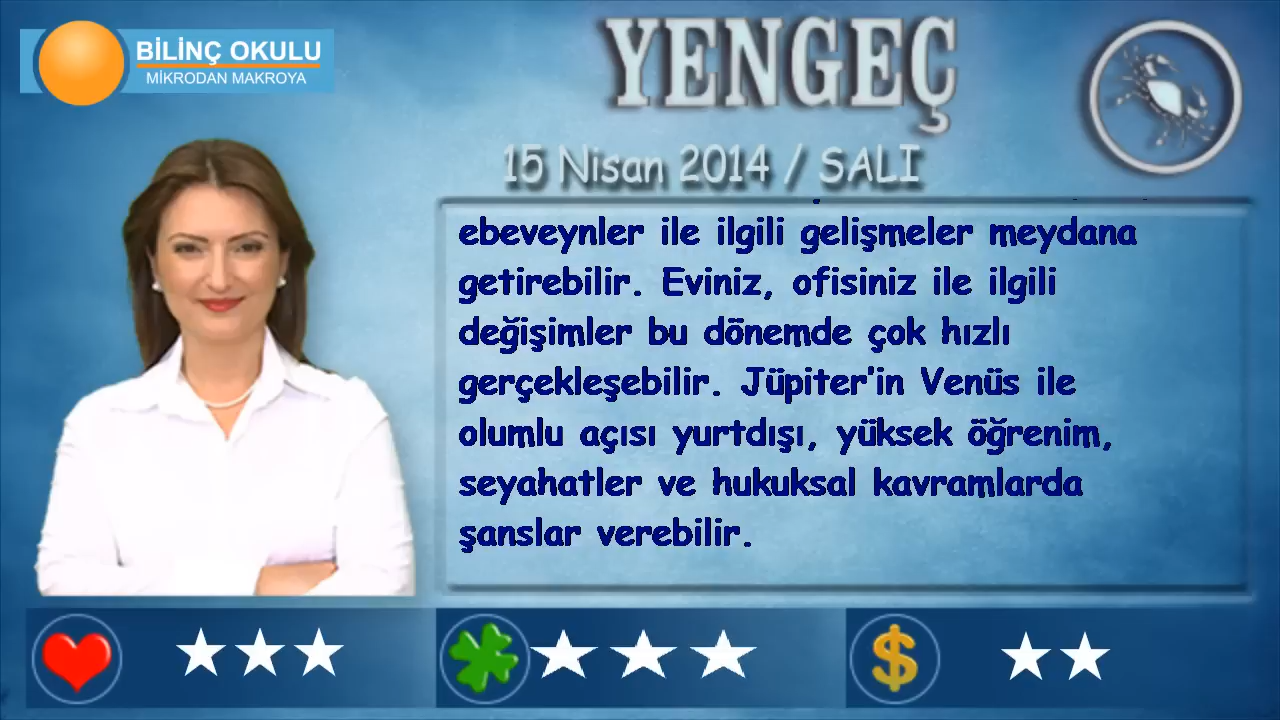 BİLİNÇ OKULU
MİKRODAN MAKROYA
YENGEÇ
15 Nisan 2014 / SALI
ebeveynler ile ilgili gelişmeler meydana
getirebilir. Eviniz, ofisiniz ile ilgili
değişimler bu dönemde çok hızlı
gerçekleşebilir. Jüpiter'in Venüs ile
olumlu açısı yurtdışı, yüksek öğrenim,
seyahatler ve hukuksal kavramlarda
şanslar verebilir.